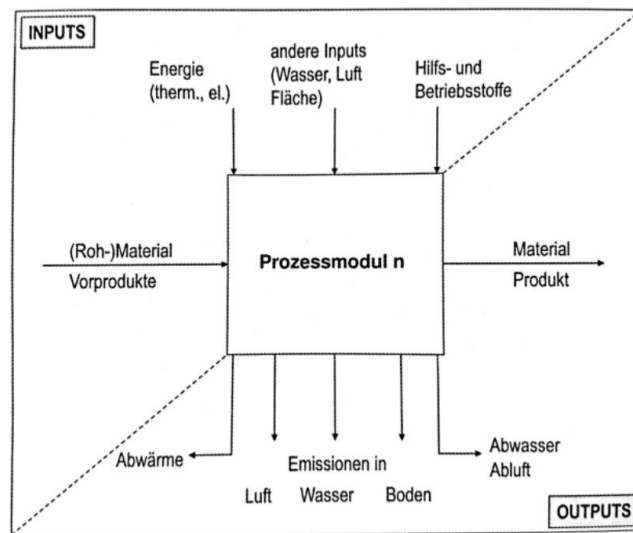 INPUTS
Energie
(therm., el.)
andere Inputs
(Wasser, Luft
Fläche)
Hilfs- und
Betriebsstoffe
(Roh-)Material
Vorprodukte
Prozessmodul n
Material
Produkt
Abwärme
Emissionen in
Luft Wasser Boden
Abwasser
Abluft
OUTPUTS